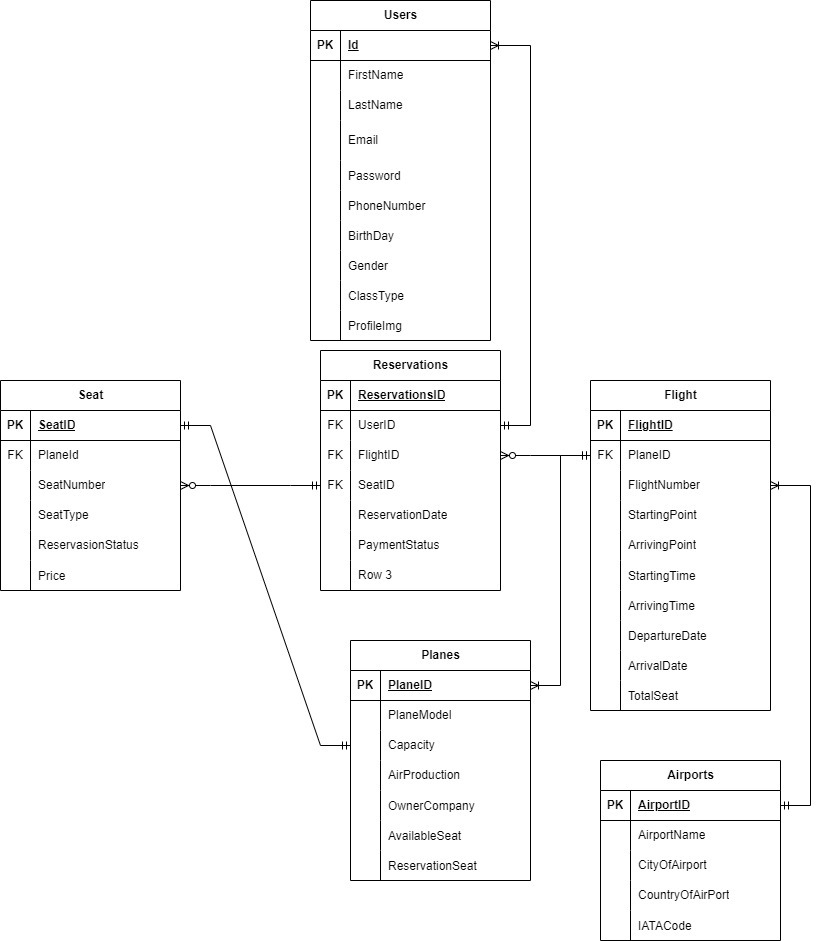 Users
PK Id
FirstName
LastName
Email
Password
PhoneNumber
BirthDay
Gender
ClassType
ProfileImg
Reservations
PK ReservationsID
FK UserID
FK FlightID
FK SeatID
ReservationDate
PaymentStatus
Row 3
Seat
PK SeatID
FK PlaneId
SeatNumber
SeatType
ReservasionStatus
Price
Flight
PK FlightID
FK PlaneID
FlightNumber
StartingPoint
ArrivingPoint
StartingTime
ArrivingTime
DepartureDate
ArrivalDate
TotalSeat
Planes
PK PlaneID
PlaneModel
Capacity
AirProduction
OwnerCompany
AvailableSeat
ReservationSeat
Airports
PK AirportID
AirportName
CityOfAirport
CountryOfAirPort
IATACode